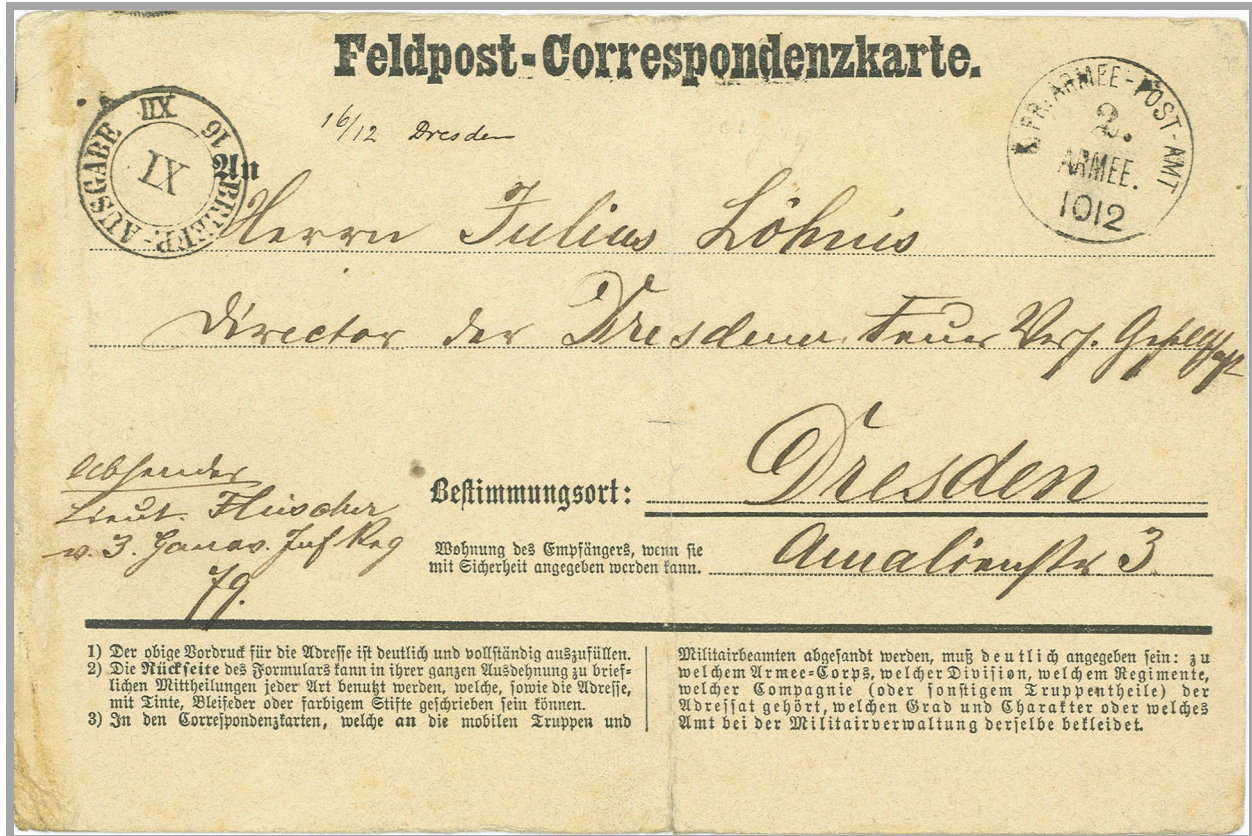 Feldpost-Correspondenzkarte.
16/12 Dresden
BRIEF-AUSGABE 16 XII
IX
K. PR. ARMEE-POST-AMT
2.
ARMEE.
1012
An
Herrn Julius Löhnis
Director der Dresdener Feuer Vers. Gesellschaft
Absender
Lieut. Fleischer
v. 3. Hanov. Inf Reg
79.
Bestimmungsort: Dresden
Wohnung des Empfängers, wenn sie
mit Sicherheit angegeben werden kann. Amalienstr 3
1) Der obige Vordruck für die Adresse ist deutlich und vollständig auszufüllen.
2) Die Rückseite des Formulars kann in ihrer ganzen Ausdehnung zu brief-
lichen Mittheilungen jeder Art benutzt werden, welche, sowie die Adresse,
mit Tinte, Bleifeder oder farbigem Stifte geschrieben sein können.
3) In den Correspondenzkarten, welche an die mobilen Truppen und
Militairbeamten abgesandt werden, muß deutlich angegeben sein: zu
welchem Armee-Corps, welcher Division, welchem Regimente,
welcher Compagnie (oder sonstigem Truppentheile) der
Adressat gehört, welchen Grad und Charakter oder welches
Amt bei der Militairverwaltung derselbe bekleidet.